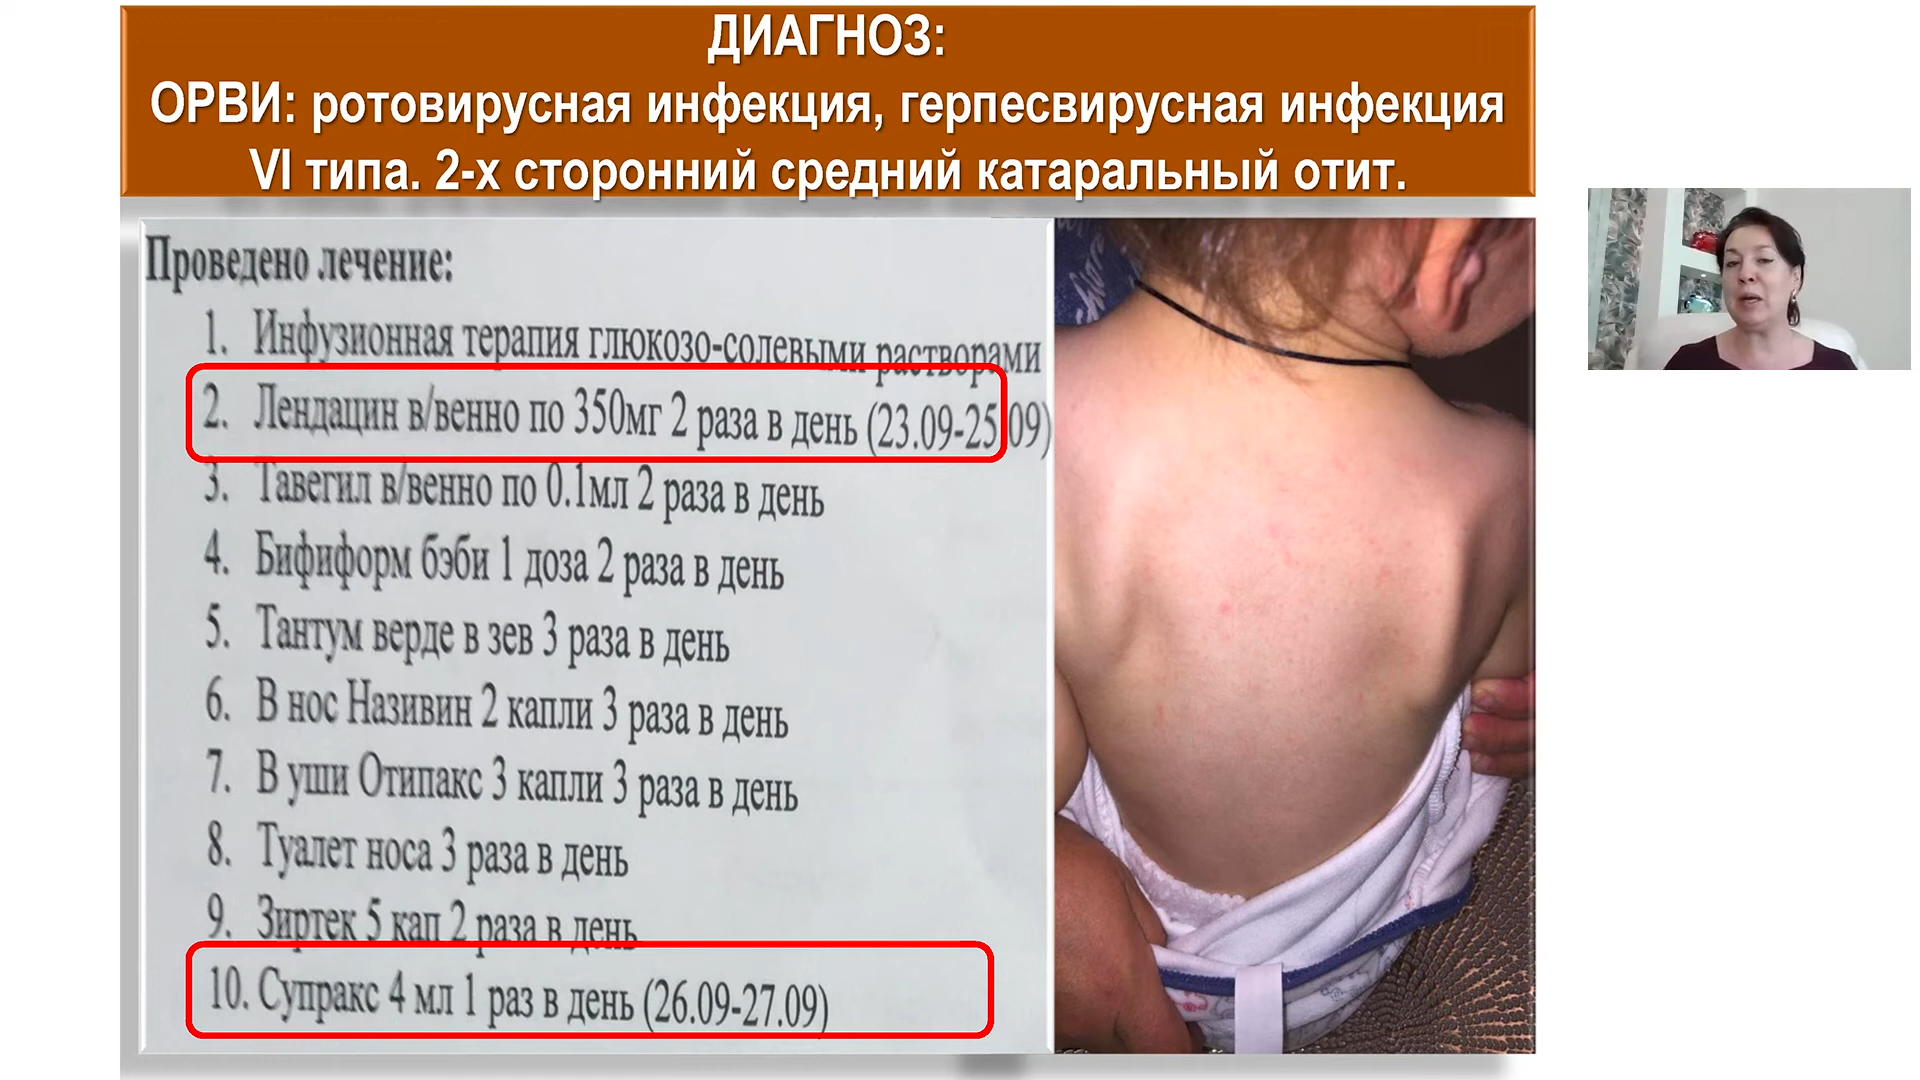 ДИАГНОЗ:
ОРВИ: ротовирусная инфекция, герпесвирусная инфекция
VI типа. 2-х сторонний средний катаральный отит.
Проведено лечение:
1. Инфузионная терапия глюкозо-солевыми растворами
2. Лендацин в/венно по 350мг 2 раза в день (23.09-25.09)
3. Тавегил в/венно по 0.1мл 2 раза в день
4. Бифиформ бэби 1 доза 2 раза в день
5. Тантум верде в зев 3 раза в день
6. В нос Називин 2 капли 3 раза в день
7. В уши Отипакс 3 капли 3 раза в день
8. Туалет носа 3 раза в день
9. Зиртек 5 кап 2 раза в день
10. Супракс 4 мл 1 раз в день (26.09-27.09)